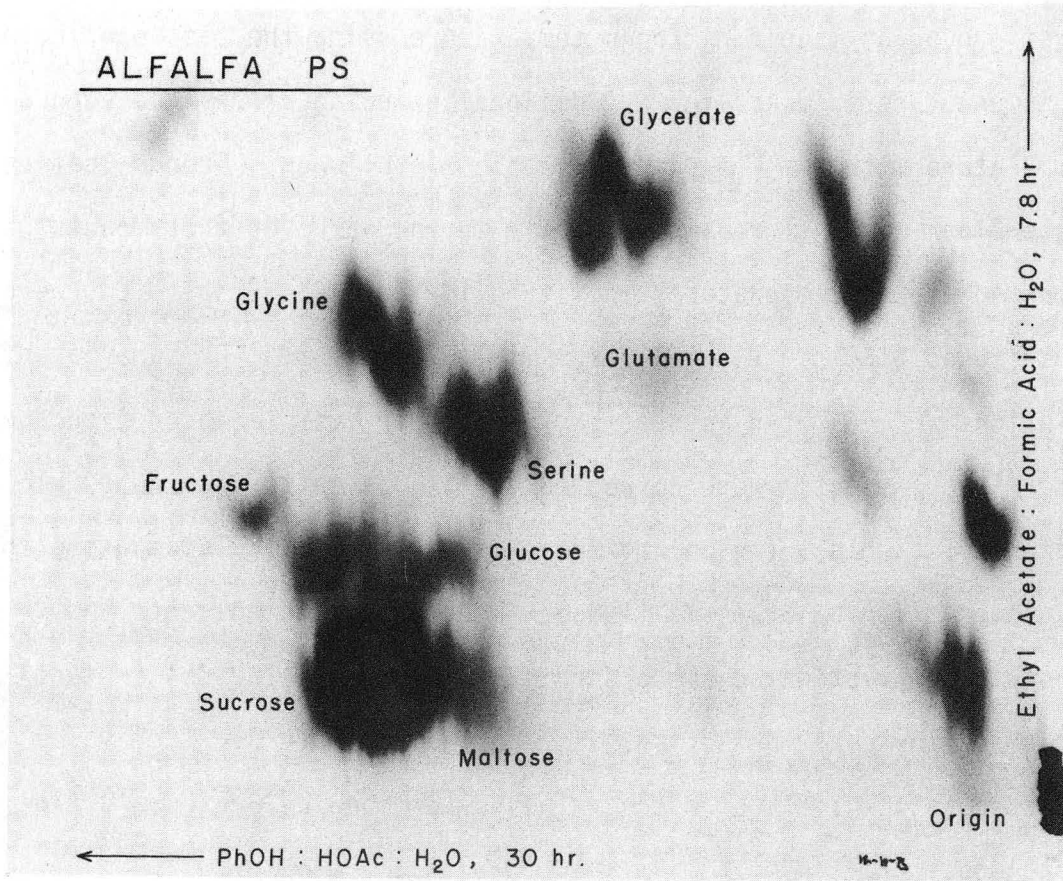 ALFALFA PS
Glycerate
Glycine
Glutamate
Fructose
Serine
Glucose
Sucrose
Maltose
Origin
PhOH : HOAc : H₂O, 30 hr.
Ethyl Acetate : Formic Acid : H₂O, 7.8 hr